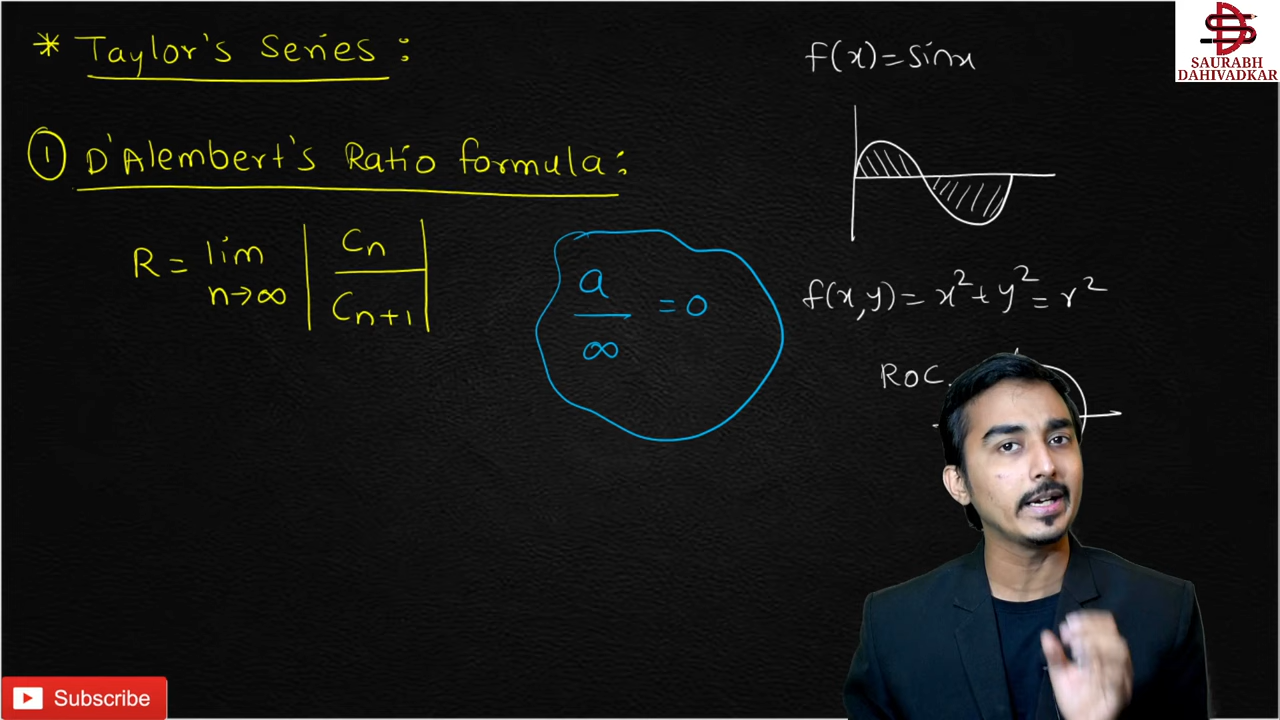 * Taylor's Series :
① D'Alembert's Ratio formula :
R = lim n→∞ | Cn / Cn+1 |
a / ∞ = 0
f(x) = sinx
f(x,y) = x² + y² = r²
ROC.
SAURABH
DAHIVADKAR
Subscribe